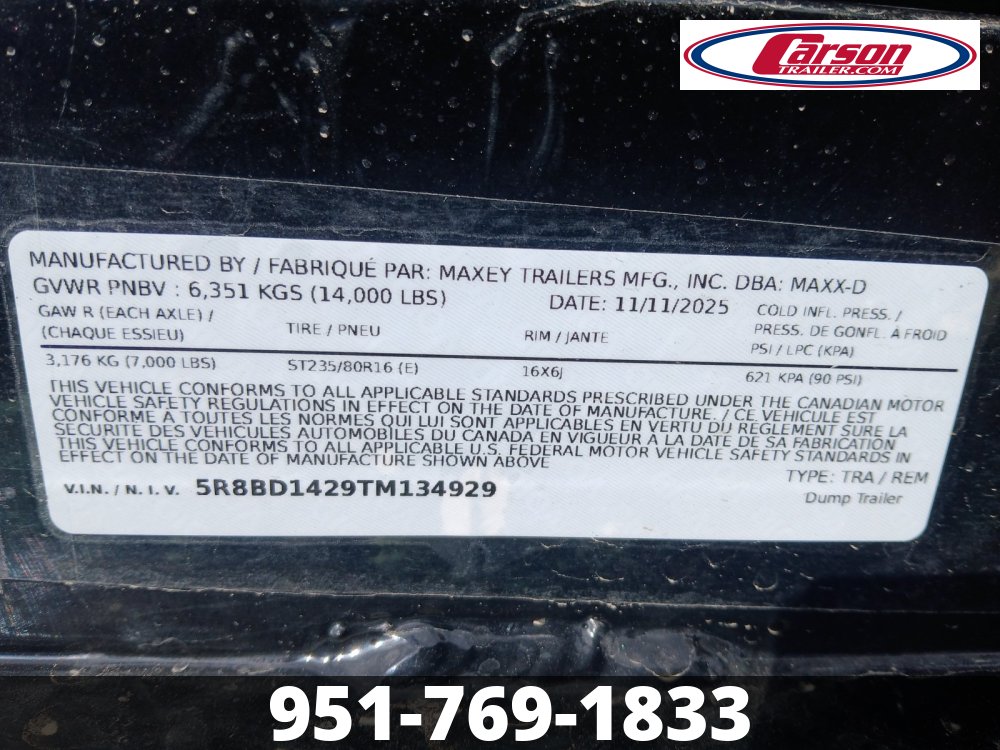 Carson
TRAILER.COM
MANUFACTURED BY / FABRIQUÉ PAR: MAXEY TRAILERS MFG., INC. DBA: MAXX-D
GVWR PNBV : 6,351 KGS (14,000 LBS) DATE: 11/11/2025
GAW R (EACH AXLE) /
(CHAQUE ESSIEU)
TIRE / PNEU
RIM / JANTE
COLD INFL. PRESS. /
PRESS. DE GONFL. A FROID
PSI / LPC (KPA)
3,176 KG (7,000 LBS) ST235/80R16 (E) 16X6J 621 KPA (90 PSI)
THIS VEHICLE CONFORMS TO ALL APPLICABLE STANDARDS PRESCRIBED UNDER THE CANADIAN MOTOR
VEHICLE SAFETY REGULATIONS IN EFFECT ON THE DATE OF MANUFACTURE. / CE VEHICULE EST
CONFORME A TOUTES LES NORMES QUI LUI SONT APPLICABLES EN VERTU DU REGLEMENT SURE LA
SECURITE DES VEHICULES AUTOMOBILES DU CANADA EN VIGUEUR A LA DATE DE SA FABRICATION
THIS VEHICLE CONFORMS TO ALL APPLICABLE U.S. FEDERAL MOTOR VEHICLE SAFETY STANDARDS IN
EFFECT ON THE DATE OF MANUFACTURE SHOWN ABOVE
V.I.N. / N. I. V. 5R8BD1429TM134929
TYPE: TRA / REM
Dump Trailer
951-769-1833